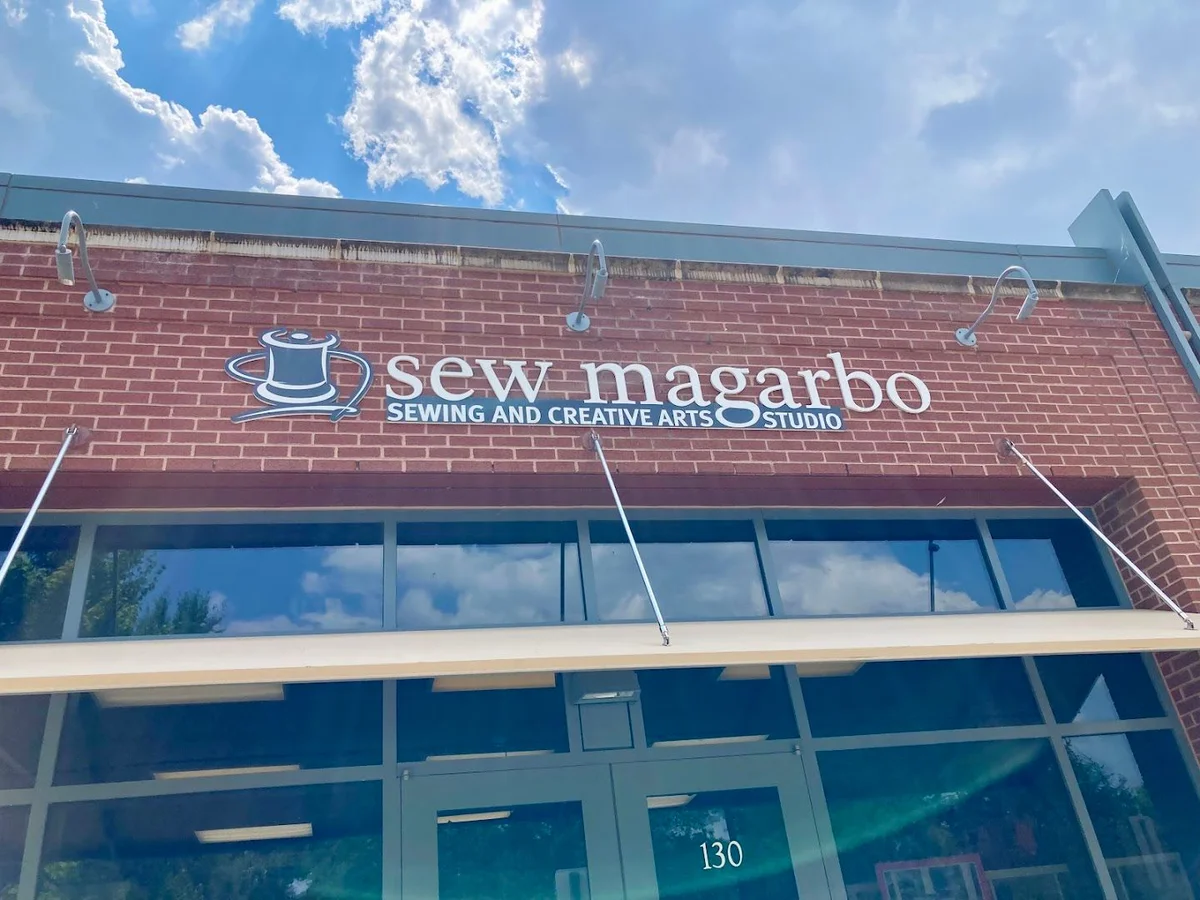 sew magarbo
SEWING AND CREATIVE ARTS STUDIO
130